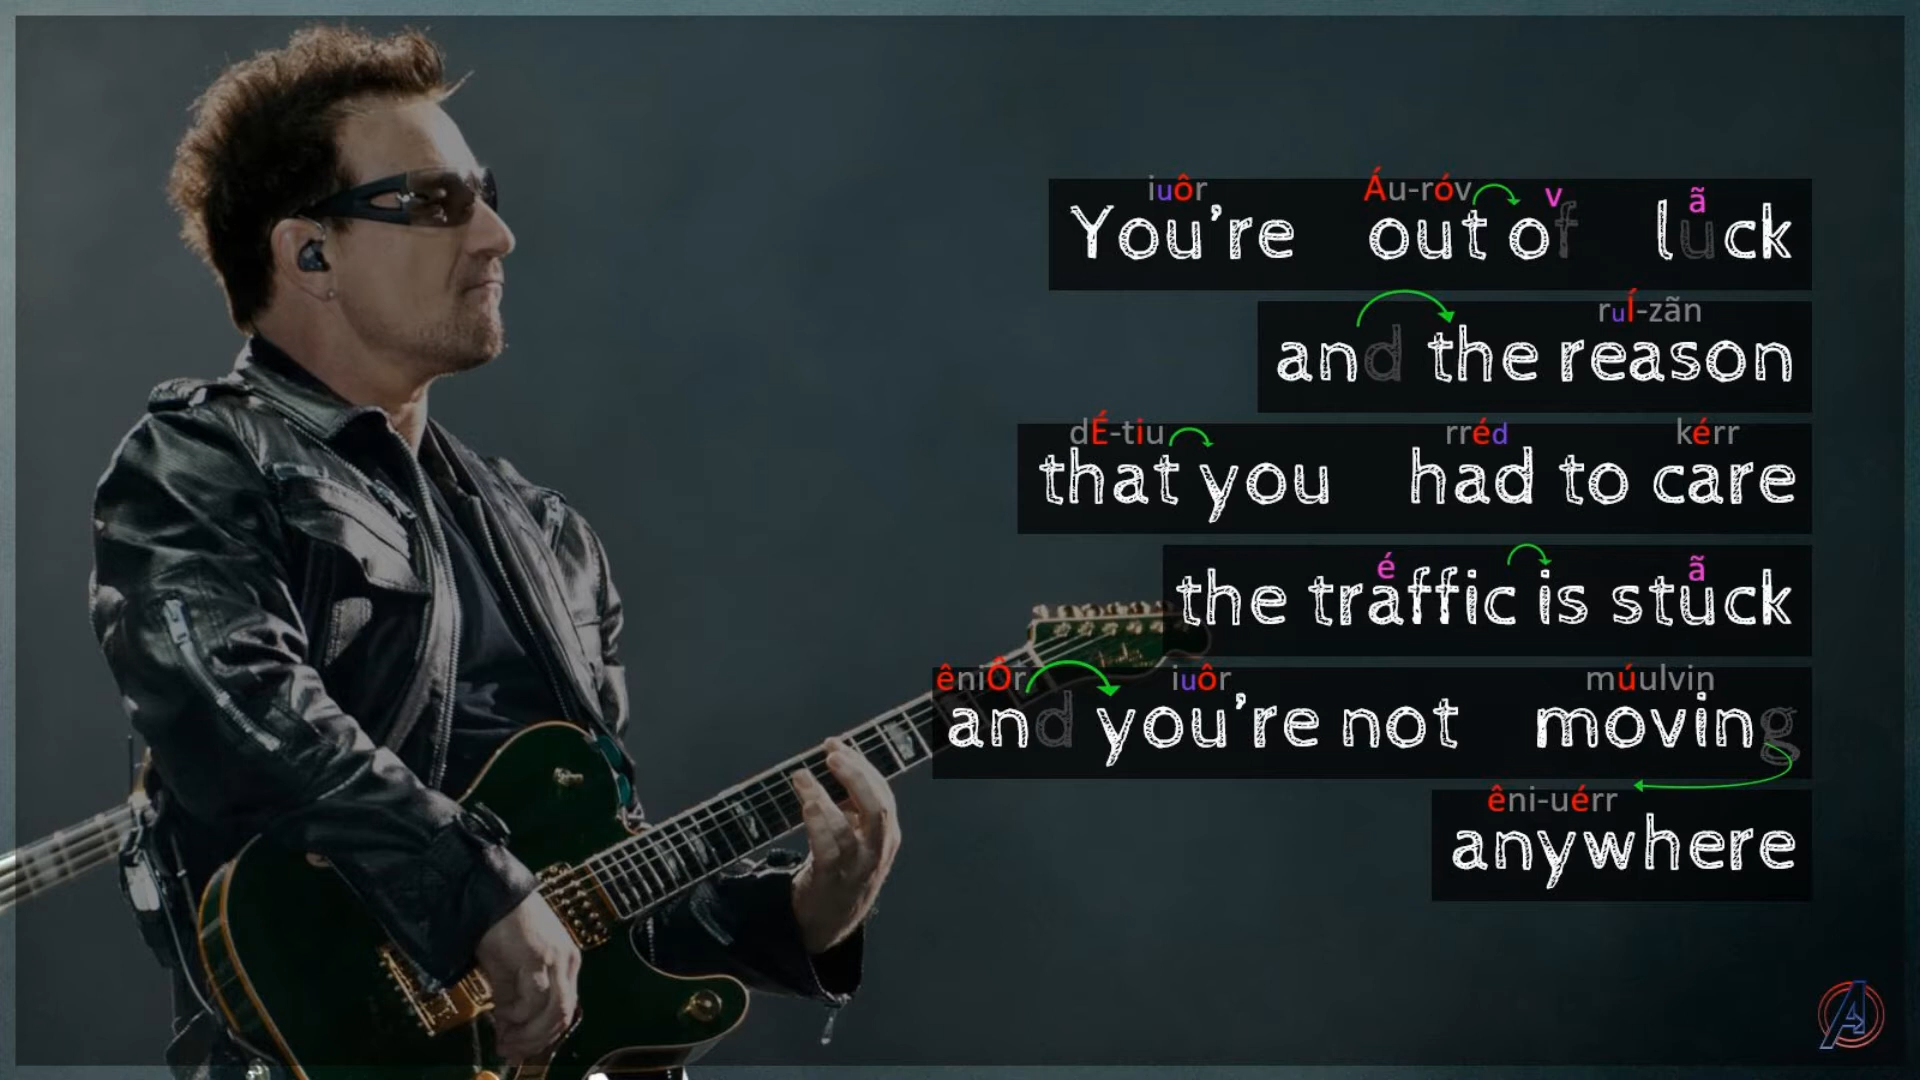 iuôr Áu-róv v ã
You're out of luck
ruÍ-zãn
and the reason
dÉ-tiu rréd kérr
that you had to care
é ã
the traffic is stuck
êniÔr iuôr múulvin
and you're not moving
êni-uérr
anywhere